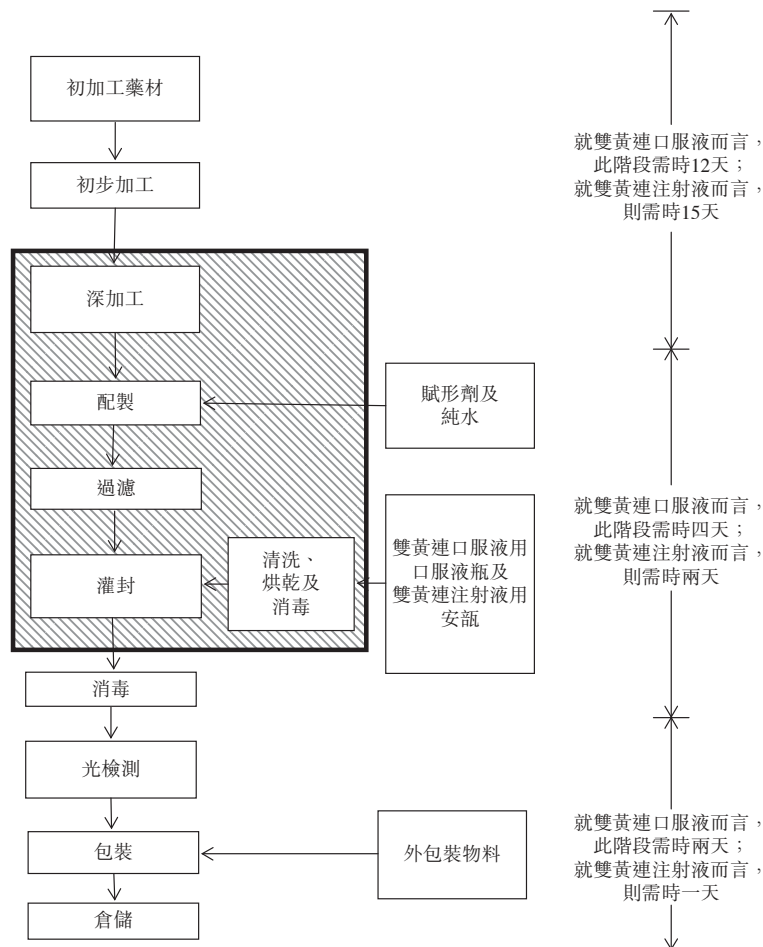 初加工藥材
初步加工
就雙黃連口服液而言，
此階段需時12天；
就雙黃連注射液而言，
則需時15天
深加工
配製
賦形劑及
純水
過濾
灌封
清洗、
烘乾及
消毒
雙黃連口服液用
口服液瓶及
雙黃連注射液用
安瓿
就雙黃連口服液而言，
此階段需時四天；
就雙黃連注射液而言，
則需時兩天
消毒
光檢測
包裝
外包裝物料
倉儲
就雙黃連口服液而言，
此階段需時兩天；
就雙黃連注射液而言，
則需時一天